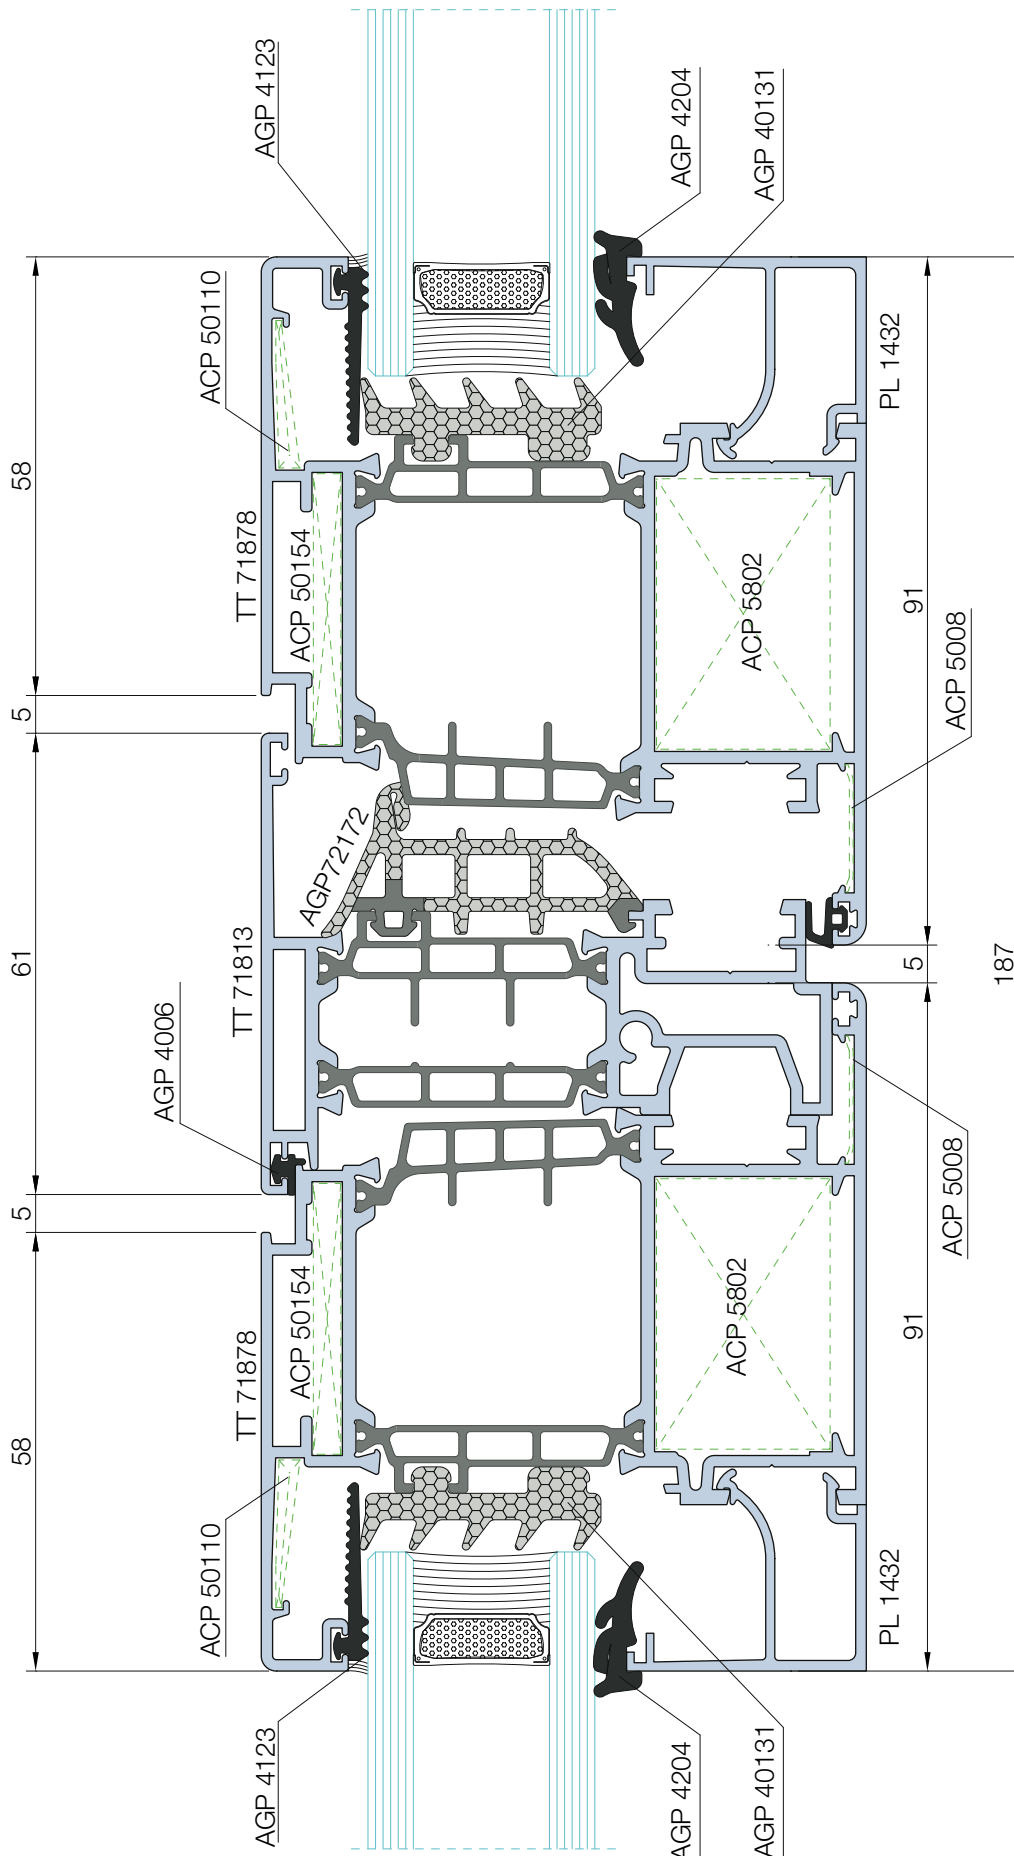 AGP 4123
AGP 4204
AGP 40131
ACP 50110
PL 1432
58
TT 71878
ACP 50154
ACP 5802
91
ACP 5008
5
AGP72172
61
TT 71813
5
187
AGP 4006
ACP 5008
5
ACP 50154
ACP 5802
91
TT 71878
58
ACP 50110
PL 1432
AGP 4123
AGP 4204
AGP 40131